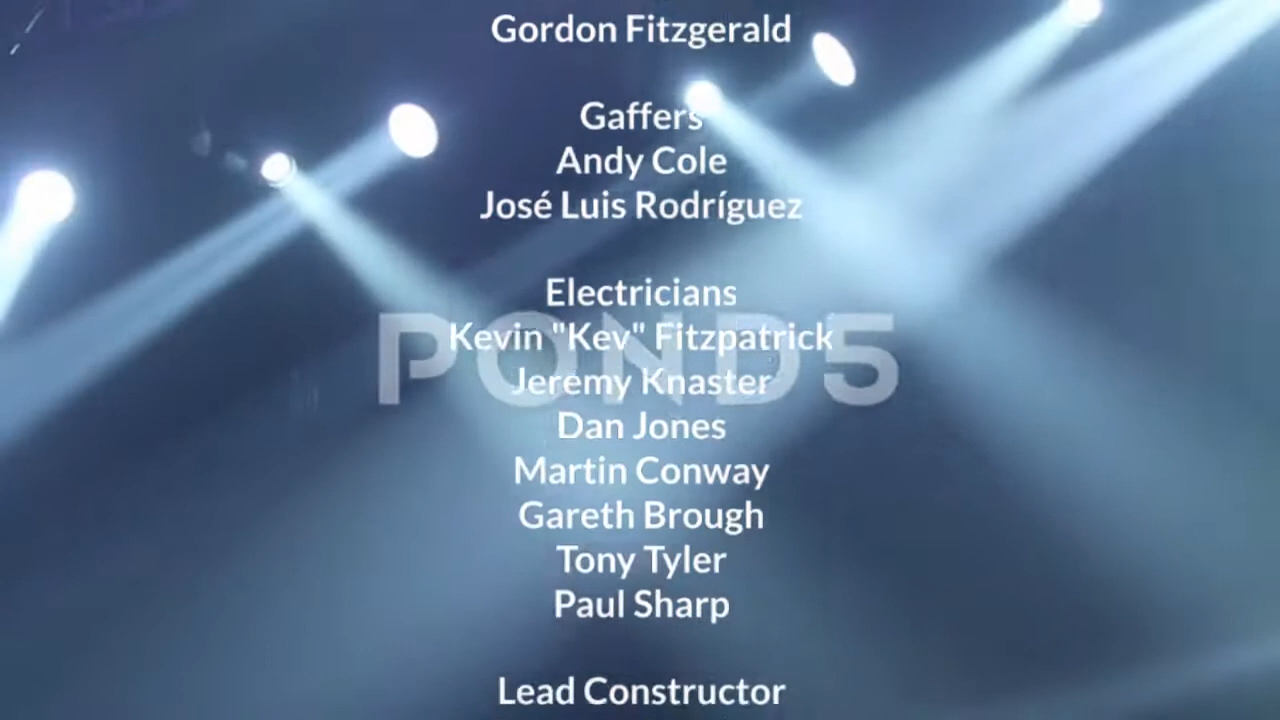 Gordon Fitzgerald
Gaffers
Andy Cole
José Luis Rodríguez
Electricians
Kevin "Kev" Fitzpatrick
POND5
Jeremy Knaster
Dan Jones
Martin Conway
Gareth Brough
Tony Tyler
Paul Sharp
Lead Constructor